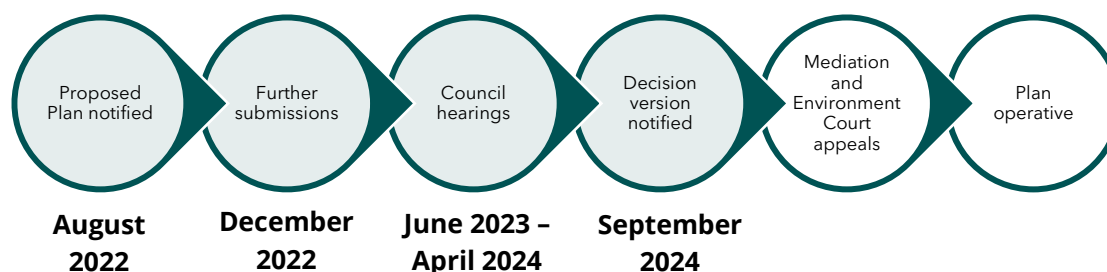 Proposed
Plan notified
Further
submissions
Council
hearings
Decision
version
notified
Mediation
and
Environment
Court
appeals
Plan
operative
August
2022
December
2022
June 2023 –
April 2024
September
2024